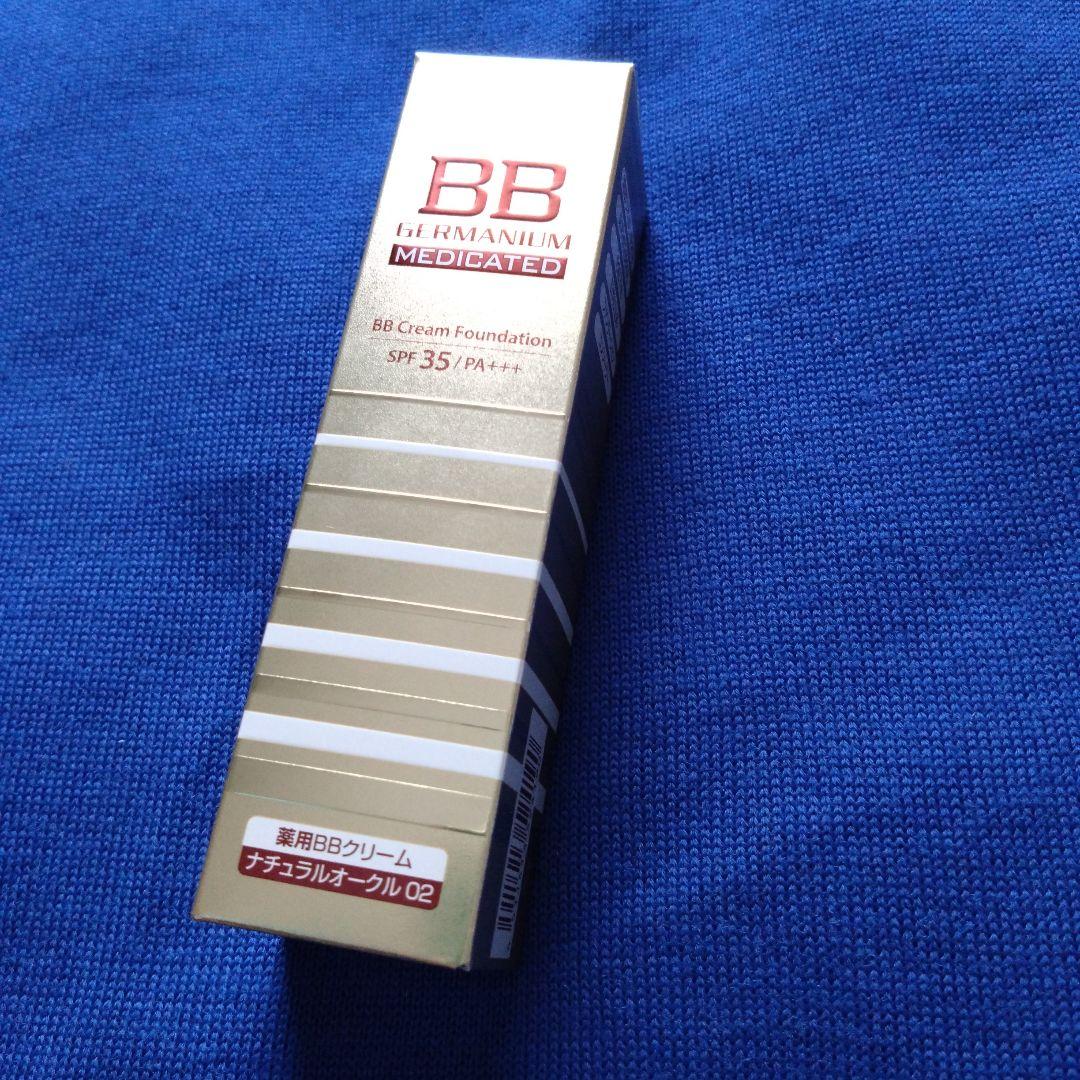 BB
GERMANIUM
MEDICATED
BB Cream Foundation
SPF 35 / PA+++
薬用BBクリーム
ナチュラルオークル 02